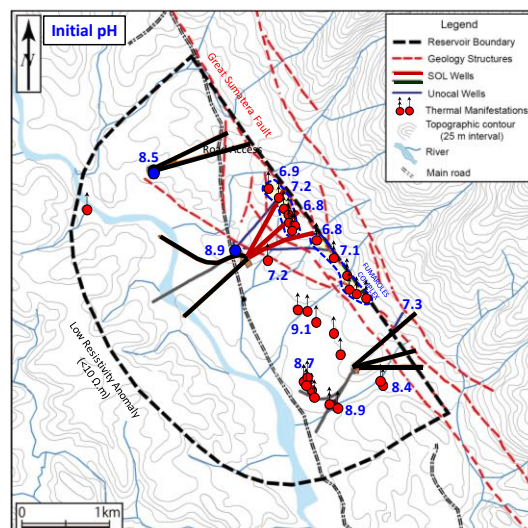 Initial pH
N
Great Sumatera Fault
Road Access
8.5
6.9
7.2
6.8
6.8
8.9
7.1
7.2
FUMAROLES
COMPLEX
7.3
9.1
8.7
8.4
8.9
Low Resistivity Anomaly
(<10 Ω.m)
0
1km
Legend
Reservoir Boundary
Geology Structures
SOL Wells
Unocal Wells
Thermal Manifestations
Topographic contour
(25 m interval)
River
Main road